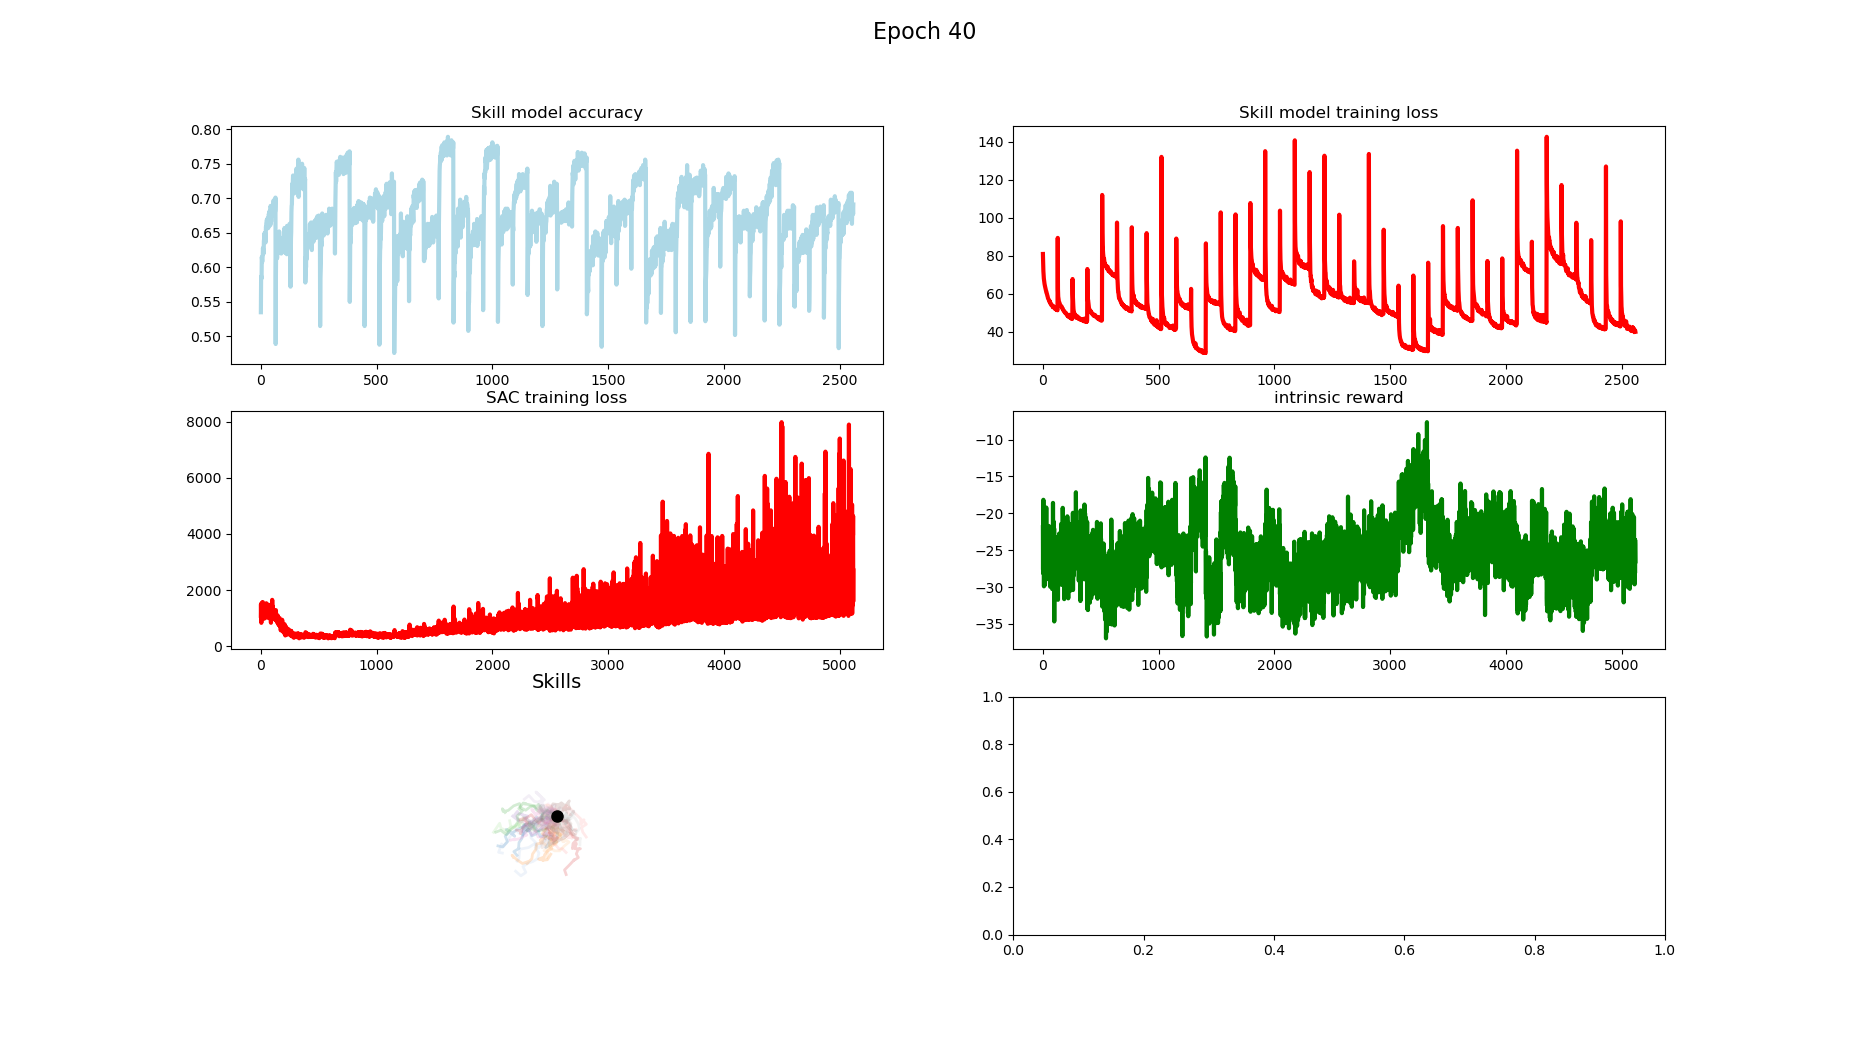 Epoch 40
Skill model accuracy
0.80
0.75
0.70
0.65
0.60
0.55
0.50
0 500 1000 1500 2000 2500
Skill model training loss
140
120
100
80
60
40
0 500 1000 1500 2000 2500
SAC training loss
8000
6000
4000
2000
0
0 1000 2000 3000 4000 5000
intrinsic reward
−10
−15
−20
−25
−30
−35
0 1000 2000 3000 4000 5000
Skills
1.0
0.8
0.6
0.4
0.2
0.0
0.0 0.2 0.4 0.6 0.8 1.0